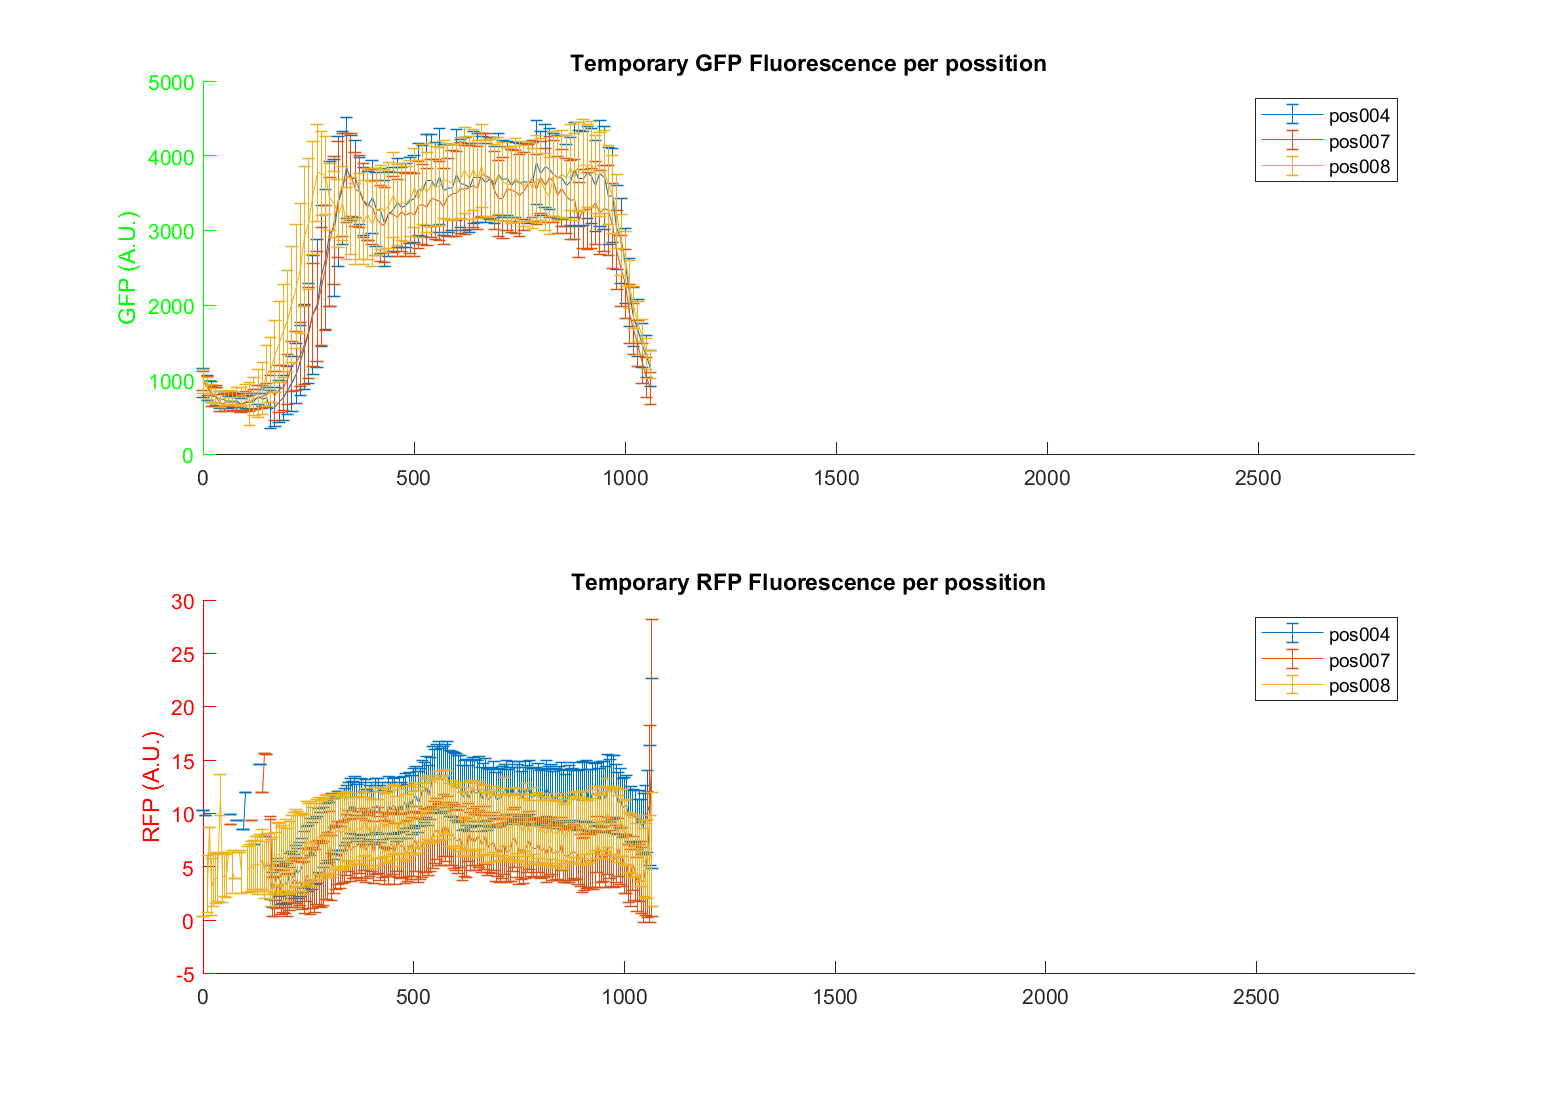 Temporary GFP Fluorescence per possition
5000
4000
3000
2000
1000
0
GFP (A.U.)
0 500 1000 1500 2000 2500
pos004
pos007
pos008
Temporary RFP Fluorescence per possition
30
25
20
15
10
5
0
-5
RFP (A.U.)
0 500 1000 1500 2000 2500
pos004
pos007
pos008